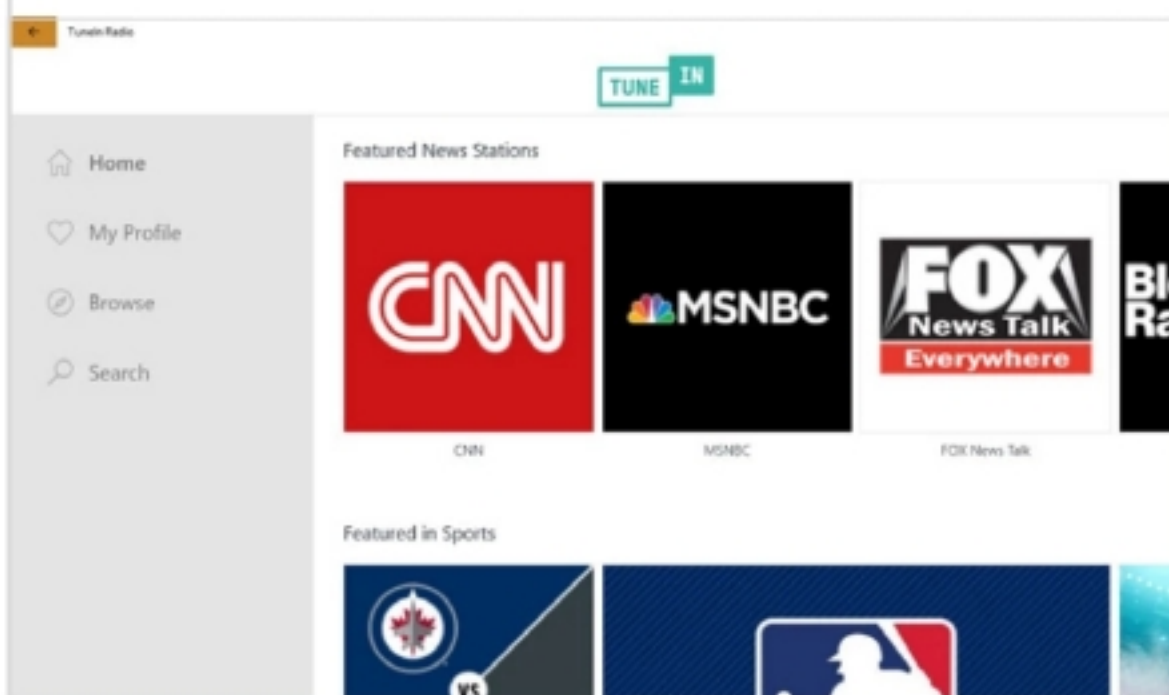 TuneIn Radio
TUNE IN
Home
My Profile
Browse
Search
Featured News Stations
CNN
MSNBC
FOX
News Talk
Everywhere
CNN
MSNBC
FOX News Talk
Featured in Sports
VS